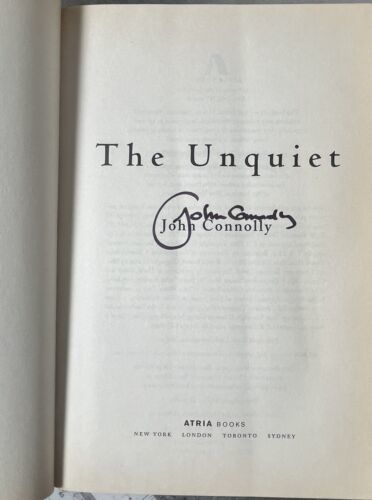 The Unquiet
John Connolly
John Connolly
ATRIA BOOKS
NEW YORK LONDON TORONTO SYDNEY